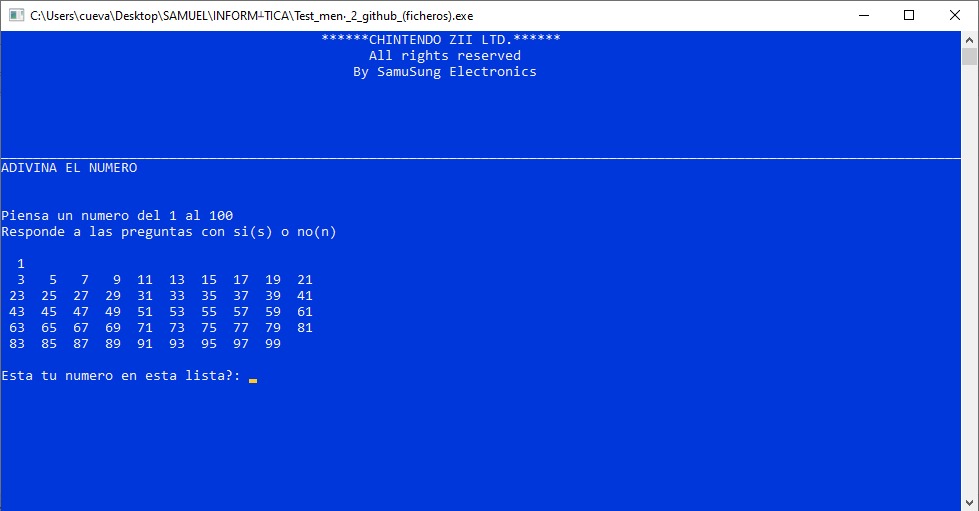 C:\Users\cueva\Desktop\SAMUEL\INFORM┴TICA\Test_men·_2_github_(ficheros).exe
******CHINTENDO ZII LTD.******
All rights reserved
By SamuSung Electronics
ADIVINA EL NUMERO
Piensa un numero del 1 al 100
Responde a las preguntas con si(s) o no(n)
1
3 5 7 9 11 13 15 17 19 21
23 25 27 29 31 33 35 37 39 41
43 45 47 49 51 53 55 57 59 61
63 65 67 69 71 73 75 77 79 81
83 85 87 89 91 93 95 97 99
Esta tu numero en esta lista?: